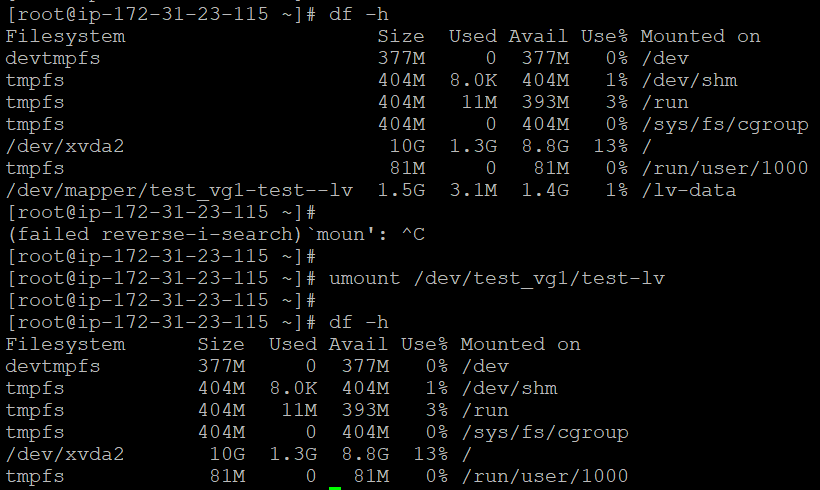 [root@ip-172-31-23-115 ~]# df -h
Filesystem                     Size  Used Avail Use% Mounted on
devtmpfs                       377M     0  377M   0% /dev
tmpfs                          404M  8.0K  404M   1% /dev/shm
tmpfs                          404M   11M  393M   3% /run
tmpfs                          404M     0  404M   0% /sys/fs/cgroup
/dev/xvda2                      10G  1.3G  8.8G  13% /
tmpfs                           81M     0   81M   0% /run/user/1000
/dev/mapper/test_vg1-test--lv  1.5G  3.1M  1.4G   1% /lv-data
[root@ip-172-31-23-115 ~]#
(failed reverse-i-search)`moun': ^C
[root@ip-172-31-23-115 ~]#
[root@ip-172-31-23-115 ~]# umount /dev/test_vg1/test-lv
[root@ip-172-31-23-115 ~]#
[root@ip-172-31-23-115 ~]# df -h
Filesystem      Size  Used Avail Use% Mounted on
devtmpfs        377M     0  377M   0% /dev
tmpfs           404M  8.0K  404M   1% /dev/shm
tmpfs           404M   11M  393M   3% /run
tmpfs           404M     0  404M   0% /sys/fs/cgroup
/dev/xvda2       10G  1.3G  8.8G  13% /
tmpfs            81M     0   81M   0% /run/user/1000